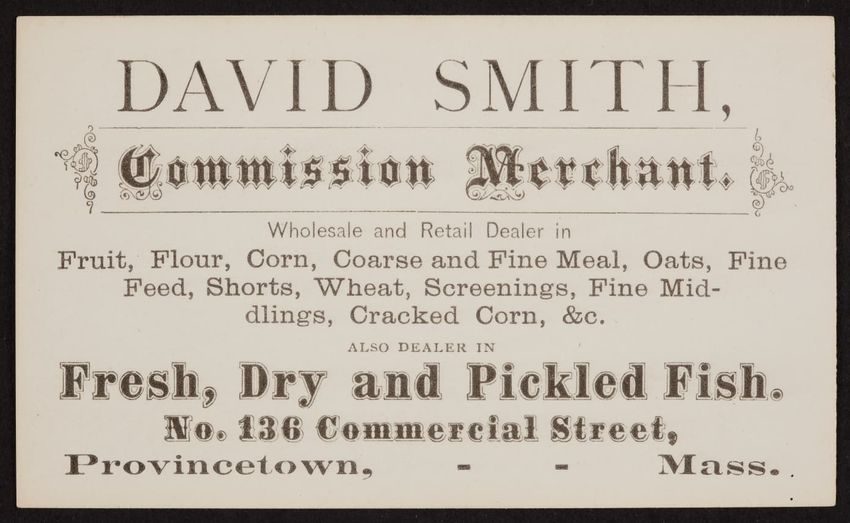 DAVID SMITH,
Commission Merchant.
Wholesale and Retail Dealer in
Fruit, Flour, Corn, Coarse and Fine Meal, Oats, Fine
Feed, Shorts, Wheat, Screenings, Fine Mid-
dlings, Cracked Corn, &c.
ALSO DEALER IN
Fresh, Dry and Pickled Fish.
No. 136 Commercial Street,
Provincetown, - - Mass.